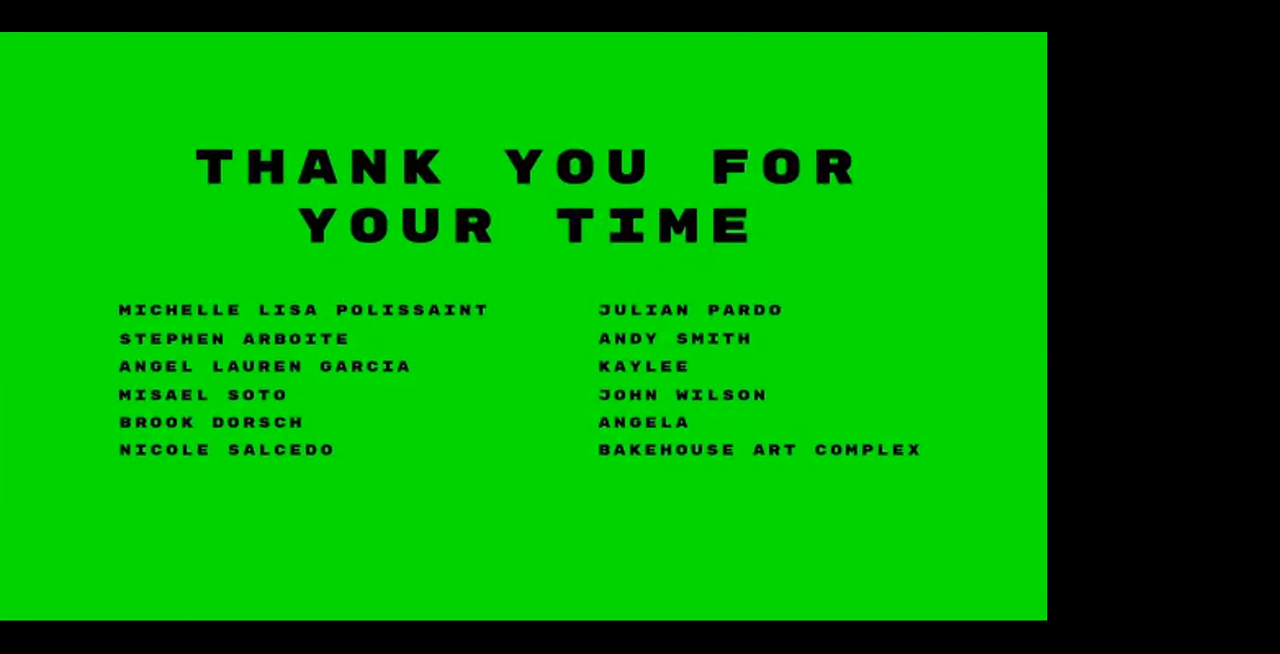 THANK YOU FOR
YOUR TIME
MICHELLE LISA POLISSAINT
STEPHEN ARBOITE
ANGEL LAUREN GARCIA
MISAEL SOTO
BROOK DORSCH
NICOLE SALCEDO
JULIAN PARDO
ANDY SMITH
KAYLEE
JOHN WILSON
ANGELA
BAKEHOUSE ART COMPLEX